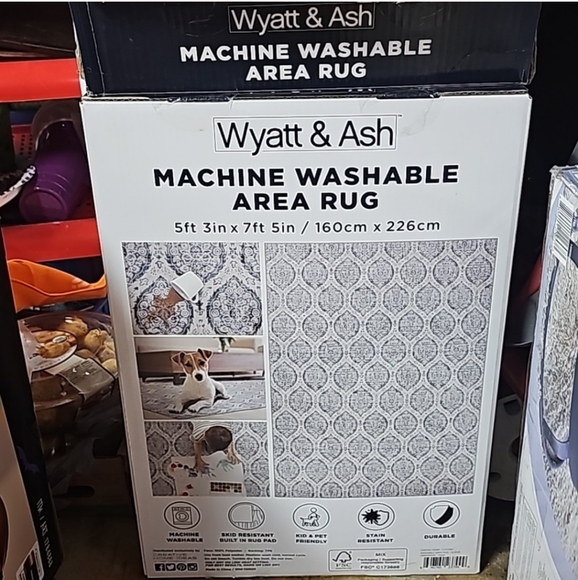 Wyatt & Ash
MACHINE WASHABLE
AREA RUG
Wyatt & Ash
MACHINE WASHABLE
AREA RUG
5ft 3in x 7ft 5in / 160cm x 226cm
MACHINE
WASHABLE
SKID RESISTANT
BUILT IN RUG PAD
KID & PET
FRIENDLY
STAIN
RESISTANT
DURABLE
FSC
MIX